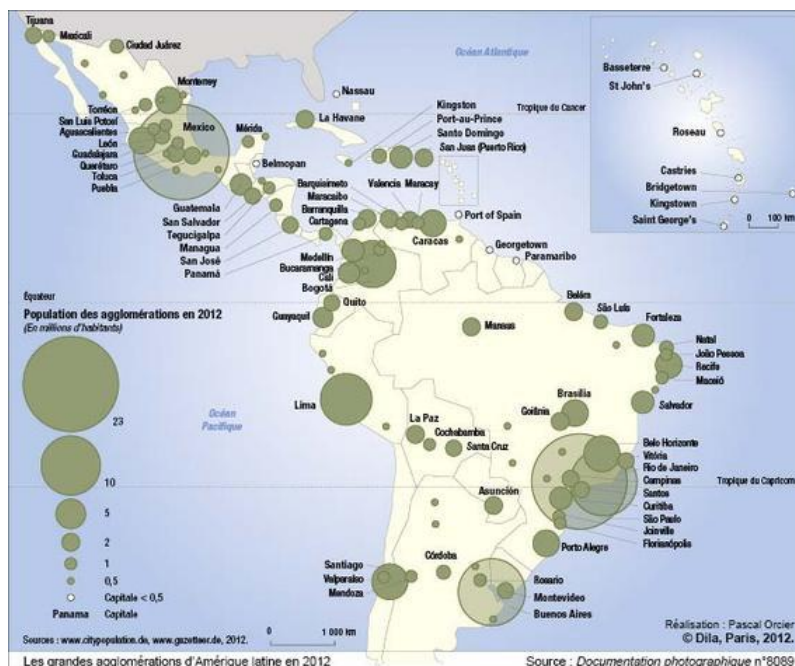 Tijuana
Mexicali
Ciudad Juárez
Monterrey
Torréon
San Luis Potosí
Aguascalientes
León
Guadalajara
Querétaro
Toluca
Puebla
Mexico
Océan Atlantique
Nassau
Tropique du Cancer
La Havane
Mérida
Belmopan
Kingston
Port-au-Prince
Santo Domingo
San Juan (Puerto Rico)
Basseterre
St John's
Roseau
Castries
Bridgetown
Kingstown
Saint George's
0 100 km
Guatemala
San Salvador
Tegucigalpa
Managua
San José
Panamá
Barquisimeto
Valencia
Maracay
Maracaibo
Barranquilla
Cartagena
Caracas
Port of Spain
Georgetown
Paramaribo
Medellín
Bucaramanga
Cali
Bogotá
Équateur
Quito
Guayaquil
Belém
São Luis
Fortaleza
Manaus
Natal
João Pessoa
Recife
Maceió
Salvador
Lima
Brasília
Goiânia
La Paz
Cochabamba
Santa Cruz
Belo Horizonte
Vitória
Rio de Janeiro
Campinas
Santos
Curitiba
São Paulo
Joinville
Florianópolis
Tropique du Capricorne
Asunción
Porto Alegre
Santiago
Valparaíso
Mendoza
Córdoba
Rosario
Montevideo
Buenos Aires
Océan
Pacifique
Population des agglomérations en 2012
(En millions d'habitants)
23
10
5
2
1
0,5
Capitale < 0,5
Panama Capitale
Sources : www.citypopulation.de, www.gazetteer.de, 2012.
0 1 000 km
Réalisation : Pascal Orcier
© Dila, Paris, 2012.
Les grandes agglomérations d'Amérique latine en 2012
Source : Documentation photographique n°8089